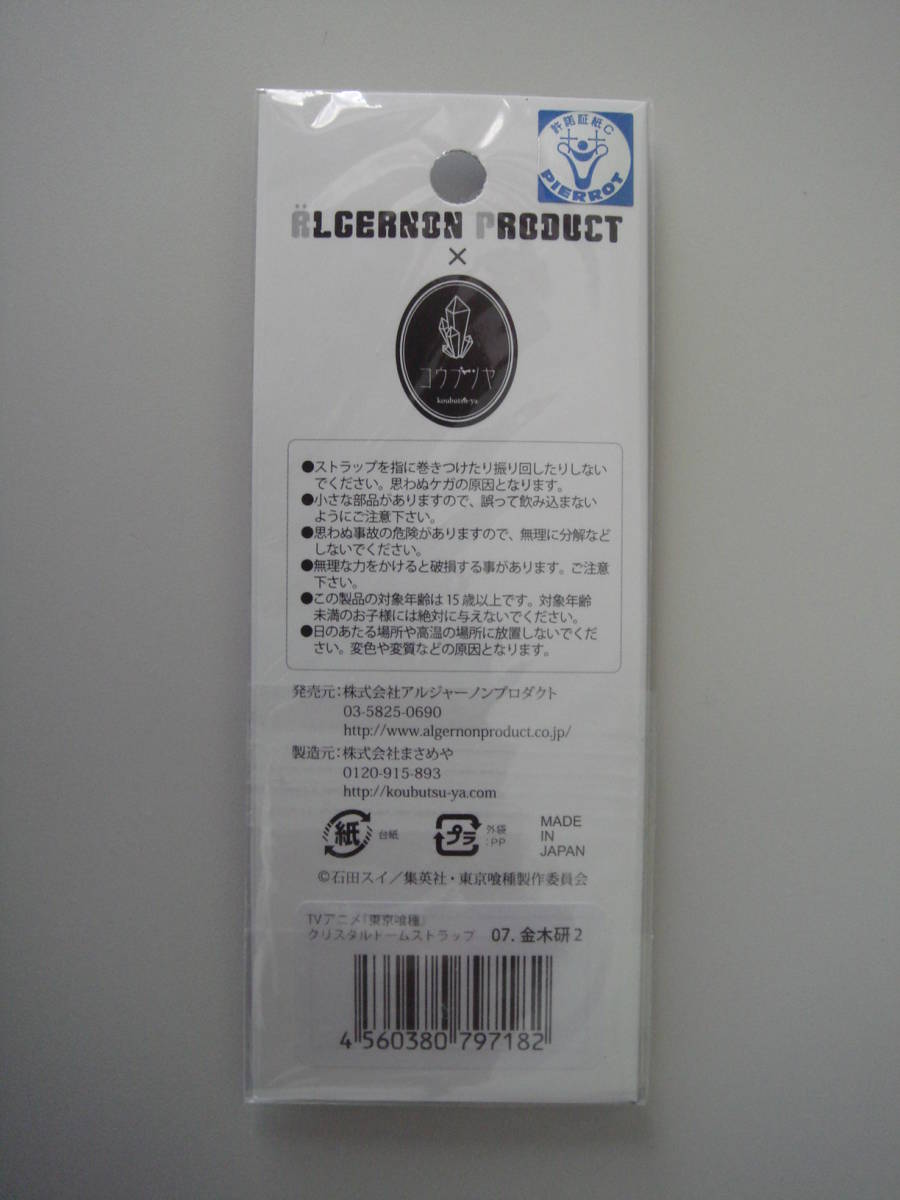 許諾証紙C
PIERROT
ÄLGERNON PRODUCT
×
コウブツヤ
koubutsu-ya
●ストラップを指に巻きつけたり振り回したりしない
でください。思わぬケガの原因となります。
●小さな部品がありますので、誤って飲み込まない
ようにご注意下さい。
●思わぬ事故の危険がありますので、無理に分解など
しないでください。
●無理な力をかけると破損する事があります。ご注意
下さい。
●この製品の対象年齢は15歳以上です。対象年齢
未満のお子様には絶対に与えないでください。
●日のあたる場所や高温の場所に放置しないでくだ
さい。変色や変質などの原因となります。
発売元：株式会社アルジャーノンプロダクト
03-5825-0690
http://www.algernonproduct.co.jp/
製造元：株式会社まさめや
0120-915-893
http://koubutsu-ya.com
紙 台紙
プラ 外袋
:PP
MADE
IN
JAPAN
©石田スイ／集英社・東京喰種製作委員会
TVアニメ『東京喰種』
クリスタルドームストラップ 07. 金木研 2
4 560380 797182